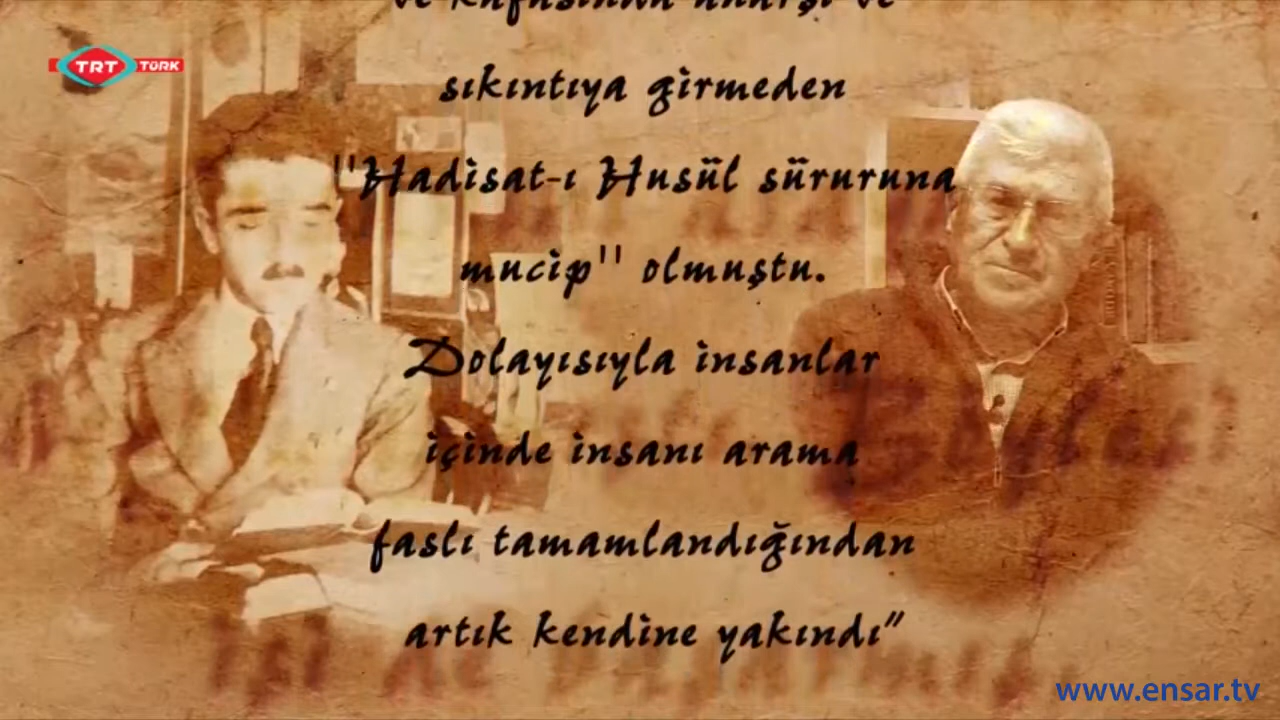 TRT TÜRK
sıkıntıya girmeden
"Hadisat-ı Husül süruruna
mucip" olmuştu.
Dolayısıyla insanlar
içinde insanı arama
faslı tamamlandığından
artık kendine yakındı”
www.ensar.tv